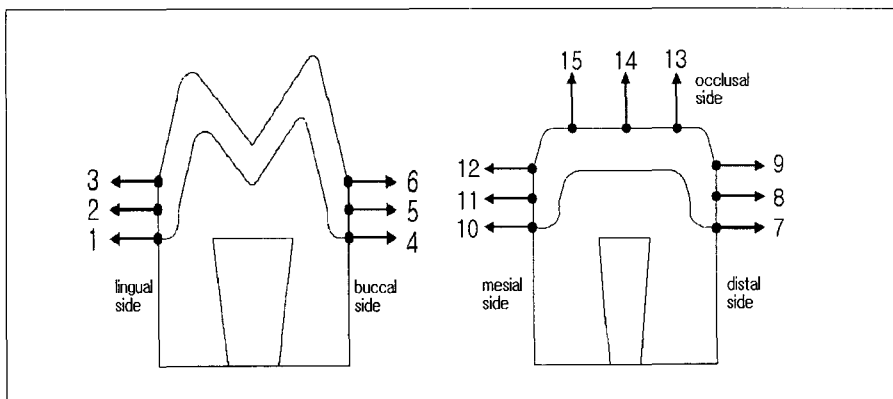 15 14 13
occlusal
side
3 6
12 9
2 5
11 8
1 4
10 7
lingual
side
buccal
side
mesial
side
distal
side